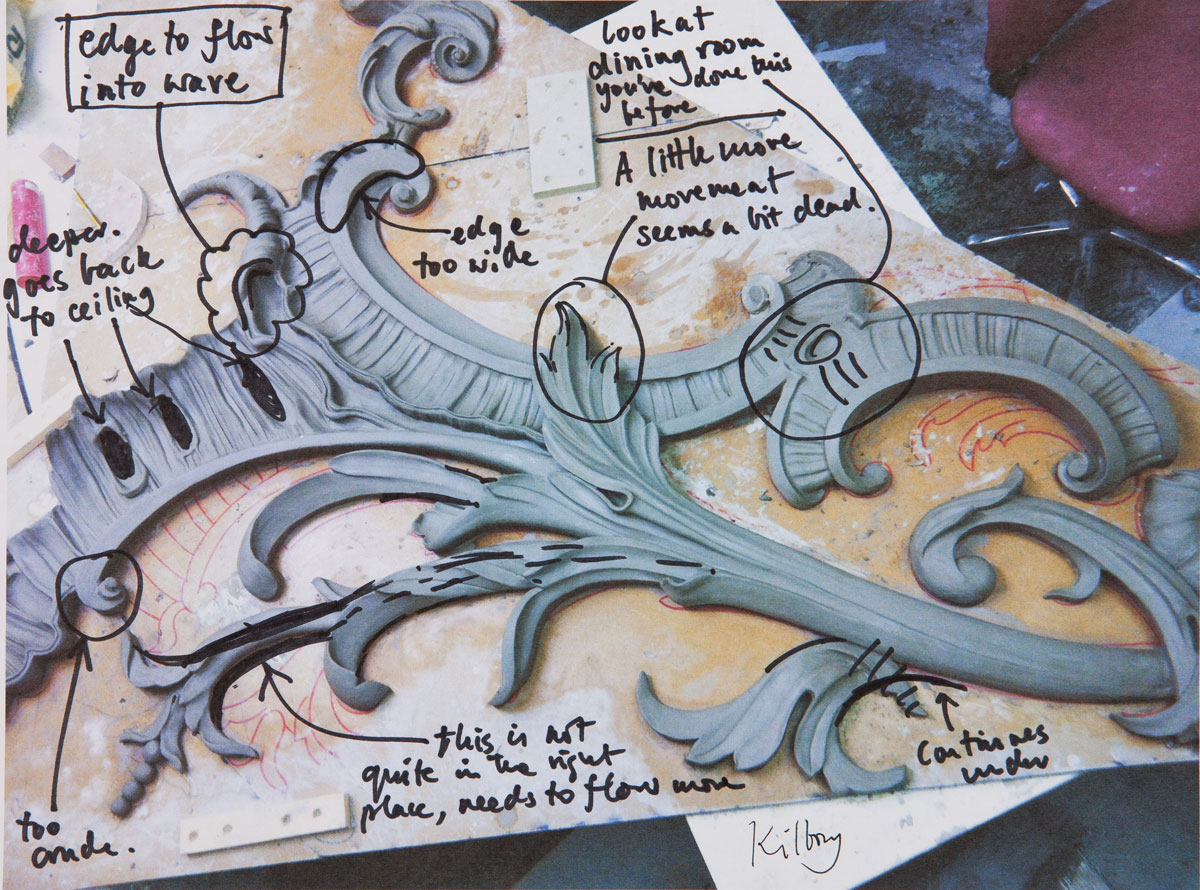 edge to flow
into wave
look at
dining room
you've done this
before
A little more
movement
seems a bit dead.
edge
too wide
deeper.
goes back
to ceiling
this is not
quite in the right
place, needs to flow more
continues
under
too
crude.